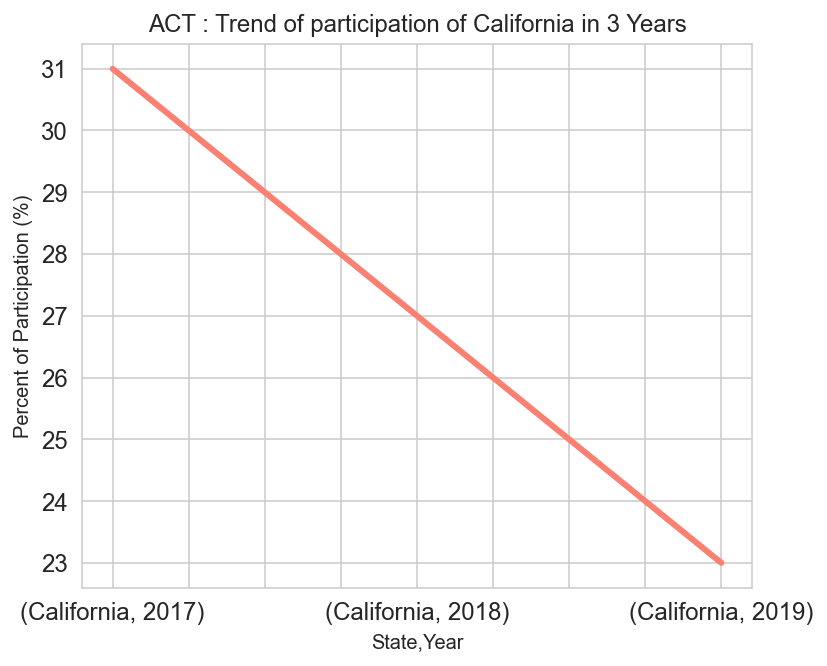 ACT : Trend of participation of California in 3 Years
Percent of Participation (%)
31
30
29
28
27
26
25
24
23
(California, 2017) (California, 2018) (California, 2019)
State,Year